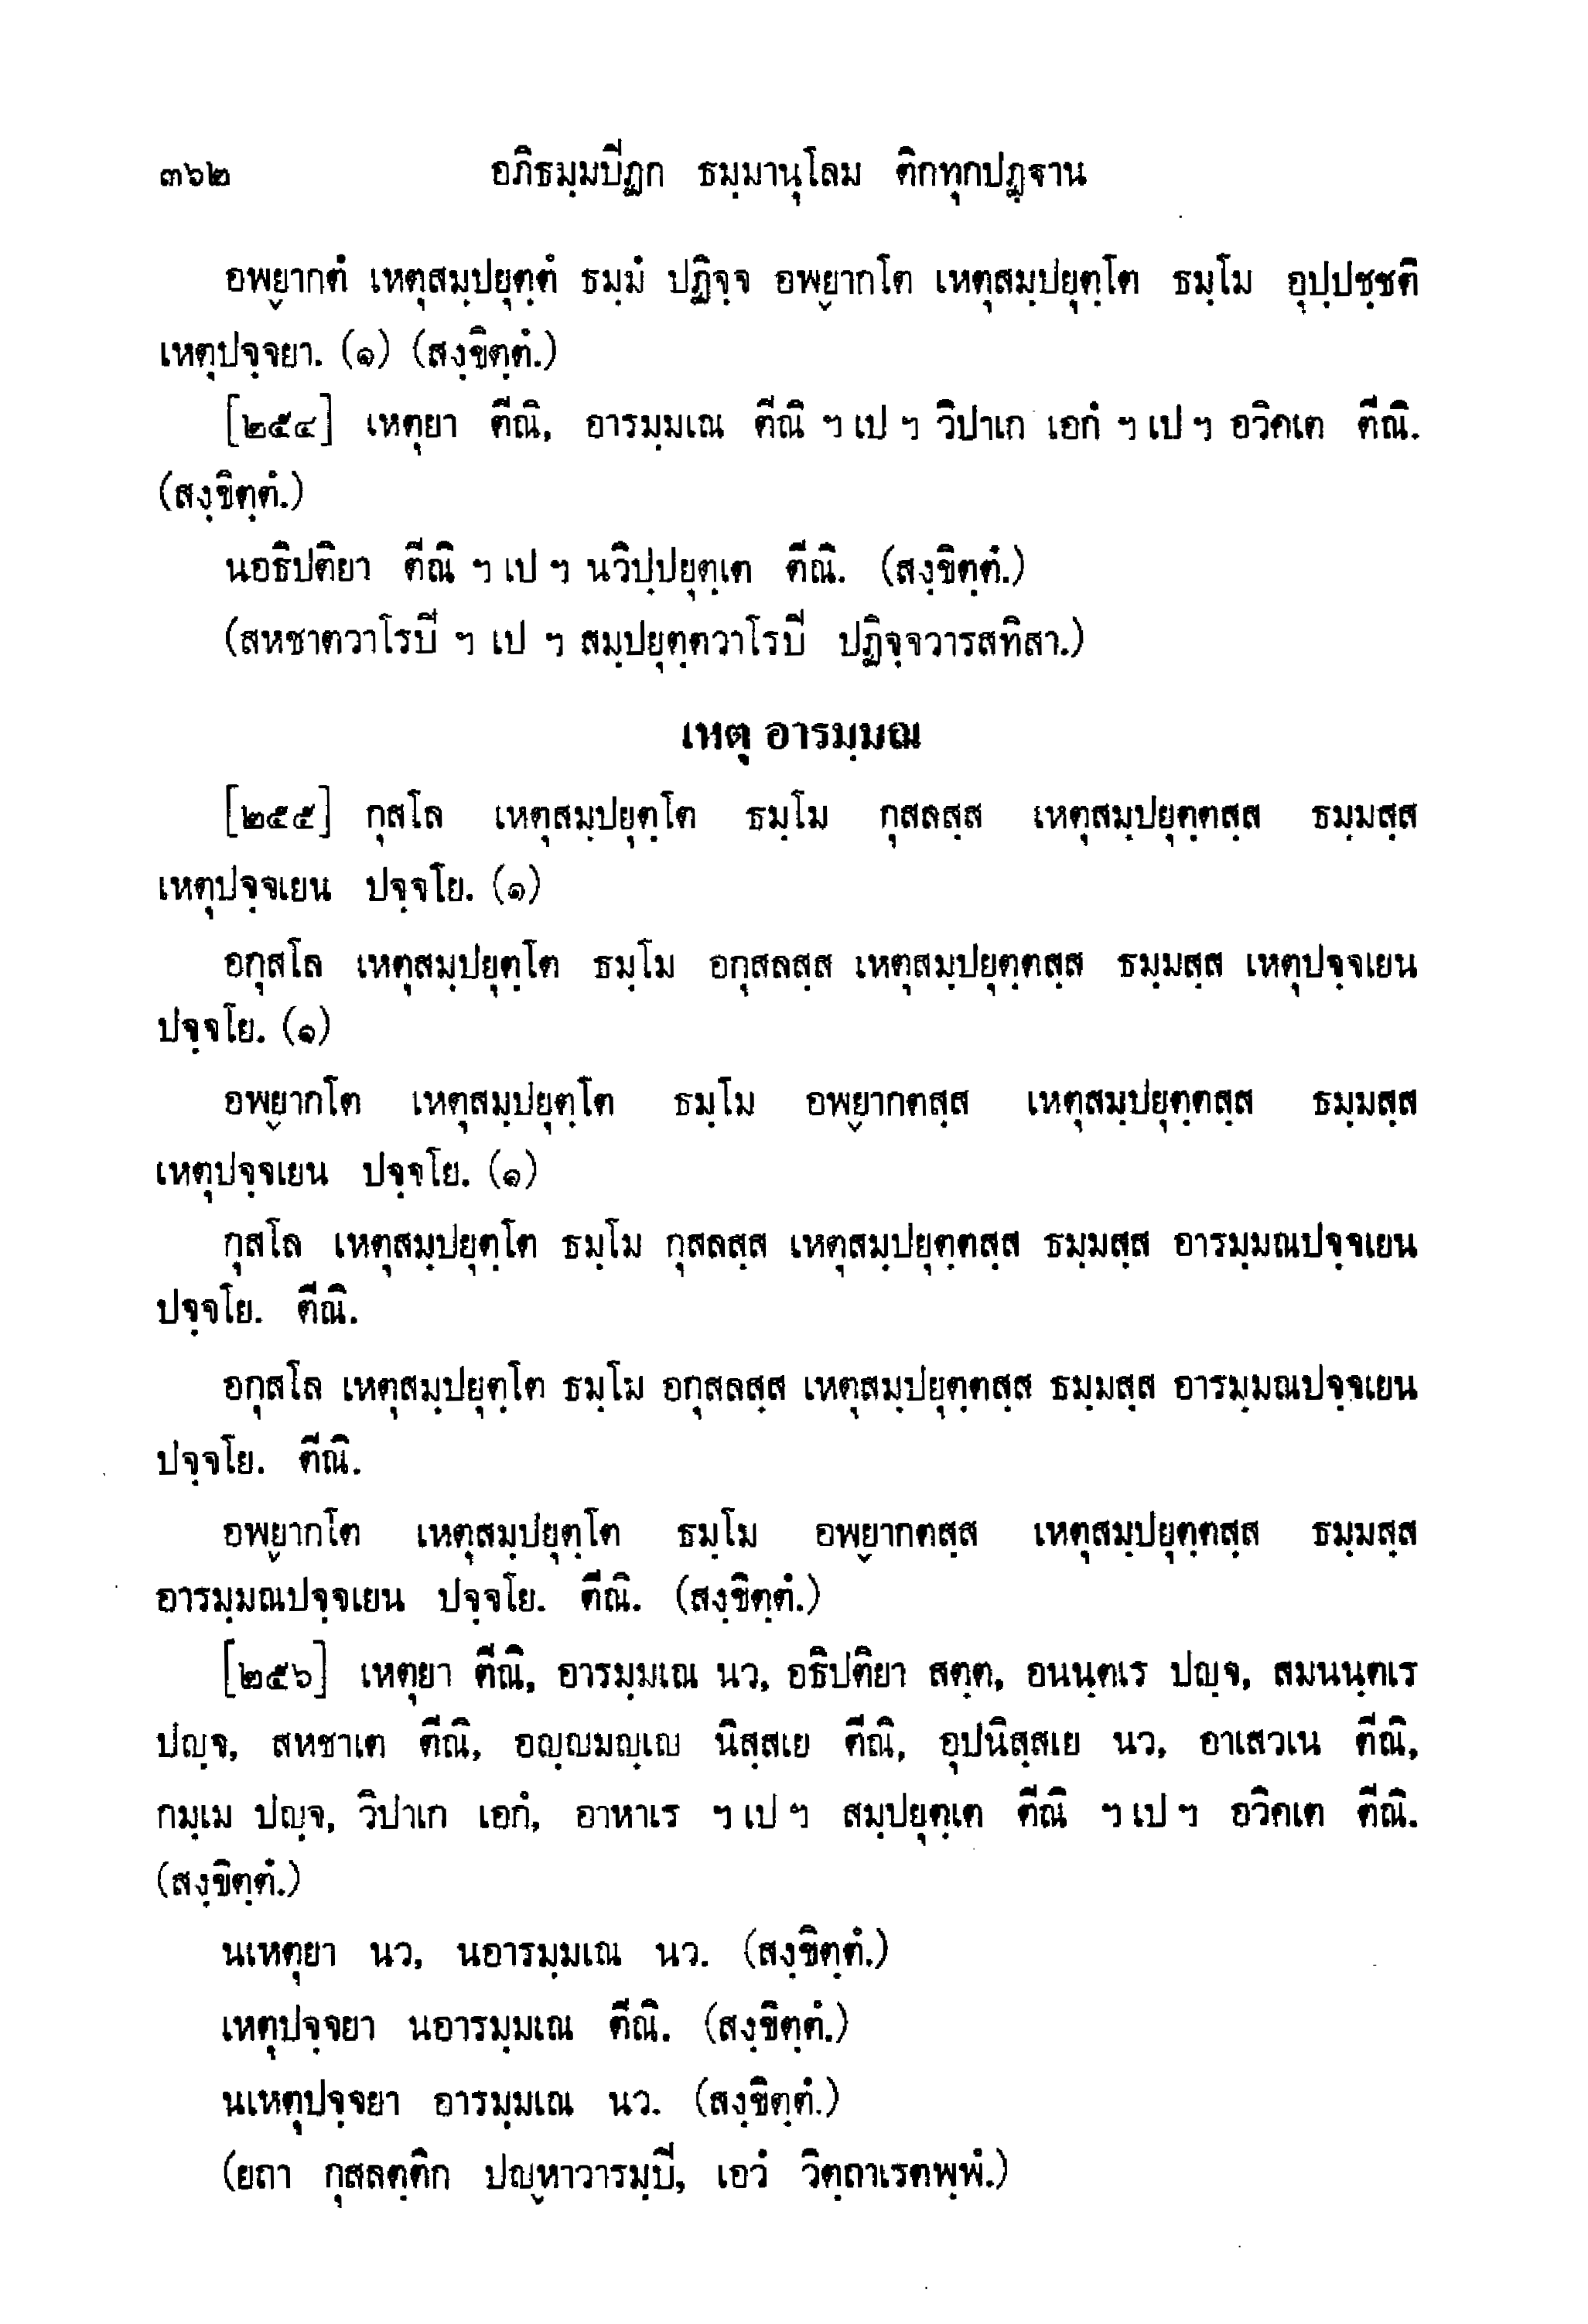 ๓๖๒ อภิธมฺมปิฏก ธมฺมานุโลม ติกทุกปฏฺฐาน
อพฺยากตํ เหตุสมฺปยุตฺตํ ธมฺมํ ปฏิจฺจ อพฺยากโต เหตุสมฺปยุตฺโต ธมฺโม อุปฺปชฺชติ
เหตุปจฺจยา. (๑) (สงฺขิตฺตํ.)
[๒๕๔] เหตุยา ตีณิ, อารมฺมเณ ตีณิ ฯ เป ฯ วิปาเก เอกํ ฯ เป ฯ อวิคเต ตีณิ.
(สงฺขิตฺตํ.)
นอธิปติยา ตีณิ ฯ เป ฯ นวิปฺปยุตฺเต ตีณิ. (สงฺขิตฺตํ.)
(สหชาตวาโรปิ ฯ เป ฯ สมฺปยุตฺตวาโรปิ ปฏิจฺจวารสทิสา.)
เหตุ อารมฺมณ
[๒๕๕] กุสโล เหตุสมฺปยุตฺโต ธมฺโม กุสลสฺส เหตุสมฺปยุตฺตสฺส ธมฺมสฺส
เหตุปจฺจเยน ปจฺจโย. (๑)
อกุสโล เหตุสมฺปยุตฺโต ธมฺโม อกุสลสฺส เหตุสมฺปยุตฺตสฺส ธมฺมสฺส เหตุปจฺจเยน
ปจฺจโย. (๑)
อพฺยากโต เหตุสมฺปยุตฺโต ธมฺโม อพฺยากตสฺส เหตุสมฺปยุตฺตสฺส ธมฺมสฺส
เหตุปจฺจเยน ปจฺจโย. (๑)
กุสโล เหตุสมฺปยุตฺโต ธมฺโม กุสลสฺส เหตุสมฺปยุตฺตสฺส ธมฺมสฺส อารมฺมณปจฺจเยน
ปจฺจโย. ตีณิ.
อกุสโล เหตุสมฺปยุตฺโต ธมฺโม อกุสลสฺส เหตุสมฺปยุตฺตสฺส ธมฺมสฺส อารมฺมณปจฺจเยน
ปจฺจโย. ตีณิ.
อพฺยากโต เหตุสมฺปยุตฺโต ธมฺโม อพฺยากตสฺส เหตุสมฺปยุตฺตสฺส ธมฺมสฺส
อารมฺมณปจฺจเยน ปจฺจโย. ตีณิ. (สงฺขิตฺตํ.)
[๒๕๖] เหตุยา ตีณิ, อารมฺมเณ นว, อธิปติยา สตฺต, อนนฺตเร ปญฺจ, สมนนฺตเร
ปญฺจ, สหชาเต ตีณิ, อญฺญมญฺเญ นิสฺสเย ตีณิ, อุปนิสฺสเย นว, อาเสวเน ตีณิ,
กมฺเม ปญฺจ, วิปาเก เอกํ, อาหาเร ฯ เป ฯ สมฺปยุตฺเต ตีณิ ฯ เป ฯ อวิคเต ตีณิ.
(สงฺขิตฺตํ.)
นเหตุยา นว, นอารมฺมเณ นว. (สงฺขิตฺตํ.)
เหตุปจฺจยา นอารมฺมเณ ตีณิ. (สงฺขิตฺตํ.)
นเหตุปจฺจยา อารมฺมเณ นว. (สงฺขิตฺตํ.)
(ยถา กุสลตฺติก ปญฺหาวารมฺปิ, เอวํ วิตฺถาเรตพฺพํ.)